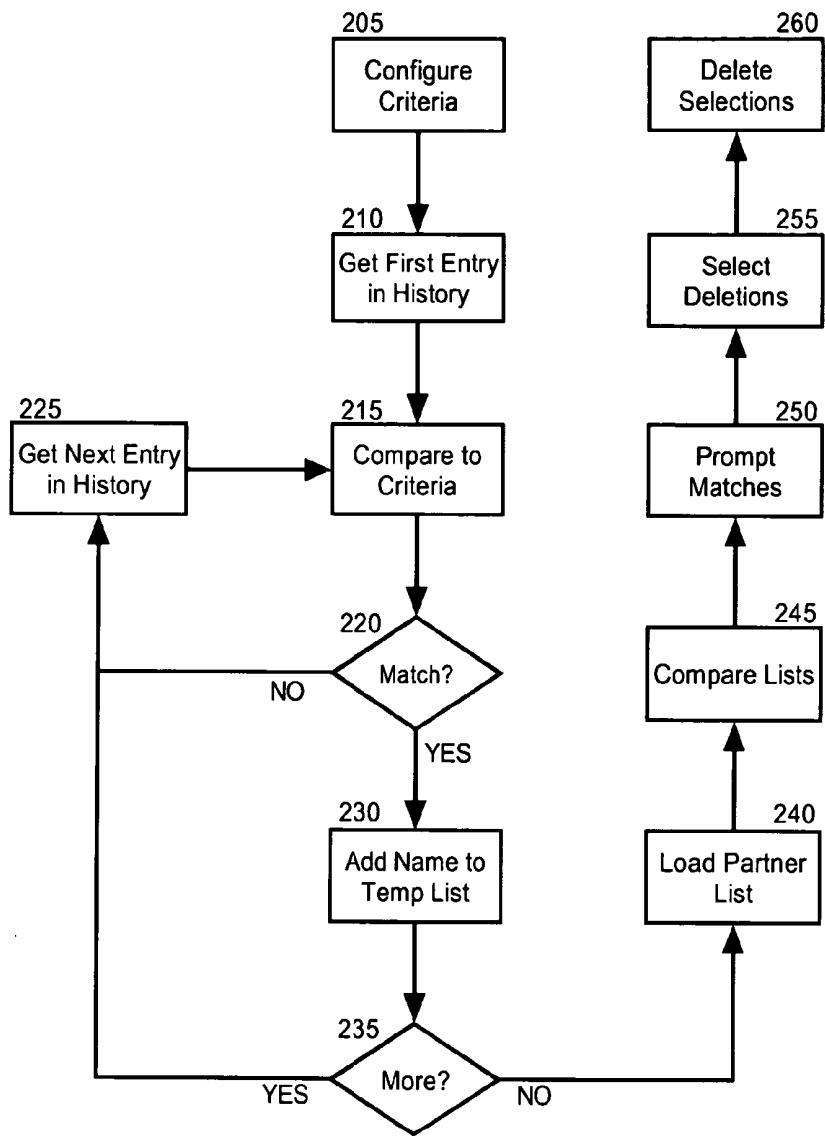 205
Configure
Criteria
210
Get First Entry
in History
225
Get Next Entry
in History
215
Compare to
Criteria
220
Match?
NO
YES
230
Add Name to
Temp List
235
More?
YES
NO
240
Load Partner
List
245
Compare Lists
250
Prompt
Matches
255
Select
Deletions
260
Delete
Selections